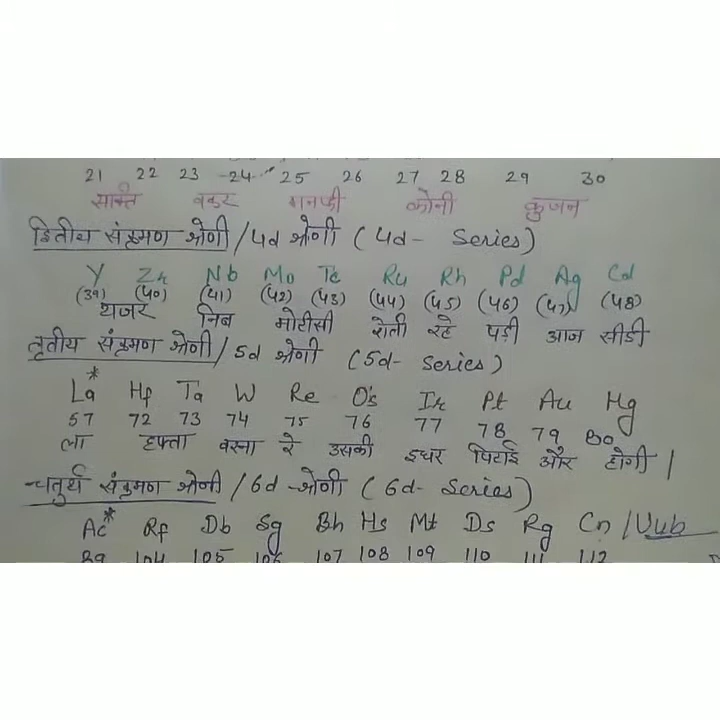 21 22 23 24 25 26 27 28 29 30
वकर मनफी कोनी कुजन
द्वितीय संक्रमण श्रेणी / 4d श्रेणी ( 4d- Series)
Y Zr Nb Mo Tc Ru Rh Pd Ag Cd
(39) (40) (41) (42) (43) (44) (45) (46) (47) (48)
यजर निब मोटीसी रोती रहे पड़ी आज सीडी
तृतीय संक्रमण श्रेणी / 5d श्रेणी (5d- Series)
La* Hf Ta W Re Os Ir Pt Au Hg
57 72 73 74 75 76 77 78 79 80
ला हफ्ता वरना रे उसकी इधर पिटाई और होगी |
चतुर्थ संक्रमण श्रेणी / 6d -श्रेणी ( 6d- Series)
Ac* Rf Db Sg Bh Hs Mt Ds Rg Cn / Uub
89 104 105 106 107 108 109 110 111 112